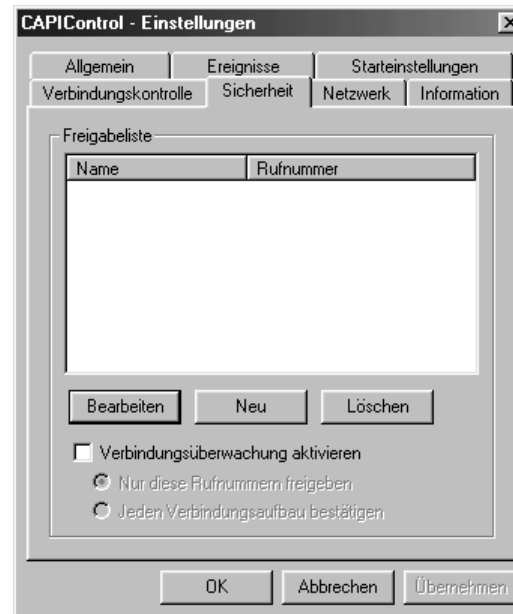 CAPIControl - Einstellungen
Allgemein Ereignisse Starteinstellungen
Verbindungskontrolle Sicherheit Netzwerk Information
Freigabeliste
Name Rufnummer
Bearbeiten Neu Löschen
Verbindungsüberwachung aktivieren
Nur diese Rufnummern freigeben
Jeden Verbindungsaufbau bestätigen
OK Abbrechen Übernehmen